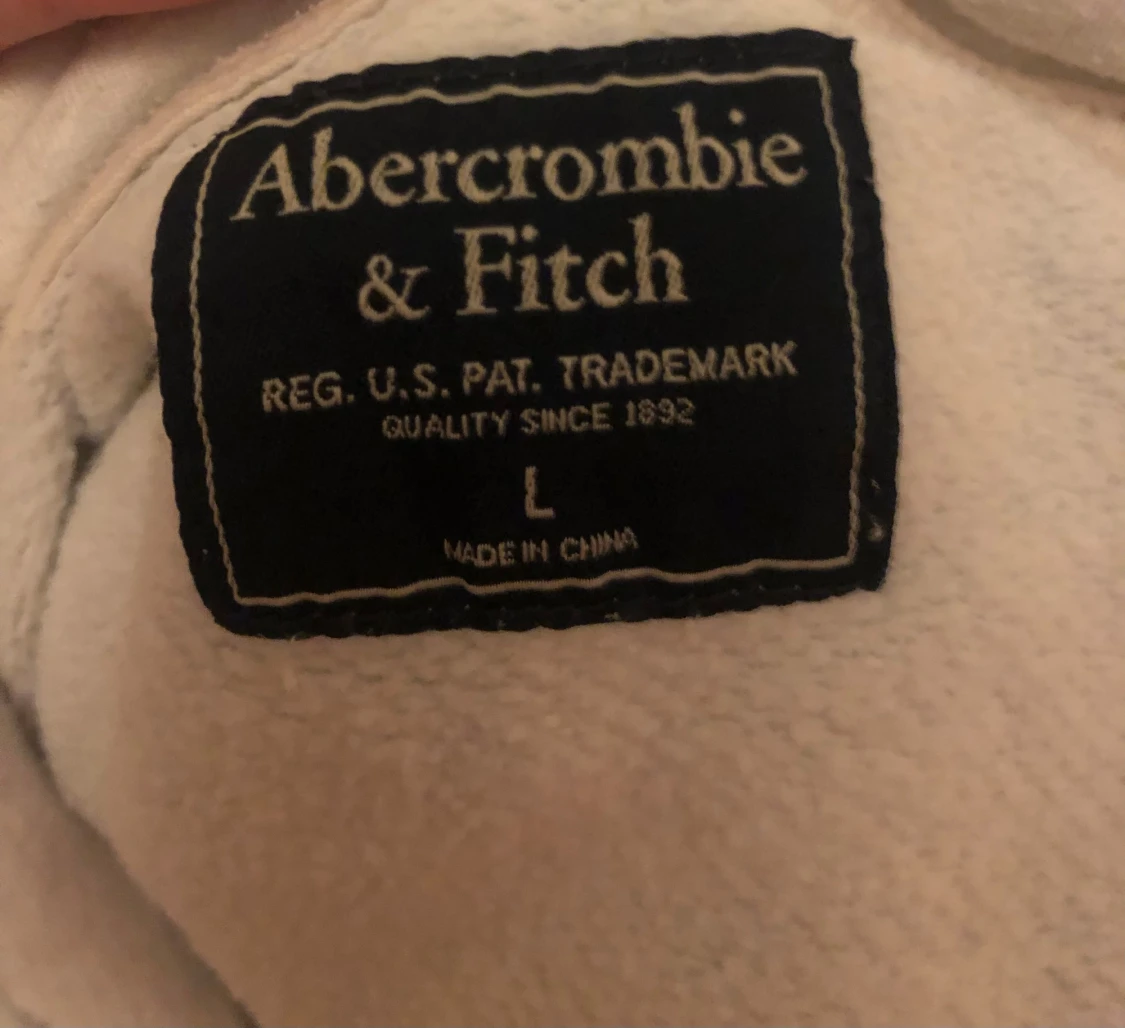 Abercrombie
& Fitch
REG. U.S. PAT. TRADEMARK
QUALITY SINCE 1892
L
MADE IN CHINA